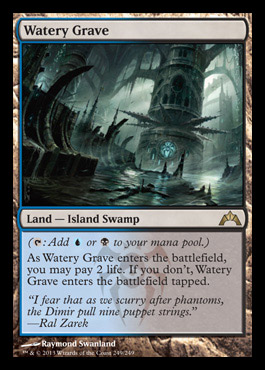 Watery Grave
Land — Island Swamp
(: Add or to your mana pool.)
As Watery Grave enters the battlefield,
you may pay 2 life. If you don't, Watery
Grave enters the battlefield tapped.
"I fear that as we scurry after phantoms,
the Dimir pull nine puppet strings."
—Ral Zarek
Raymond Swanland
™ & © 2013 Wizards of the Coast 249/249